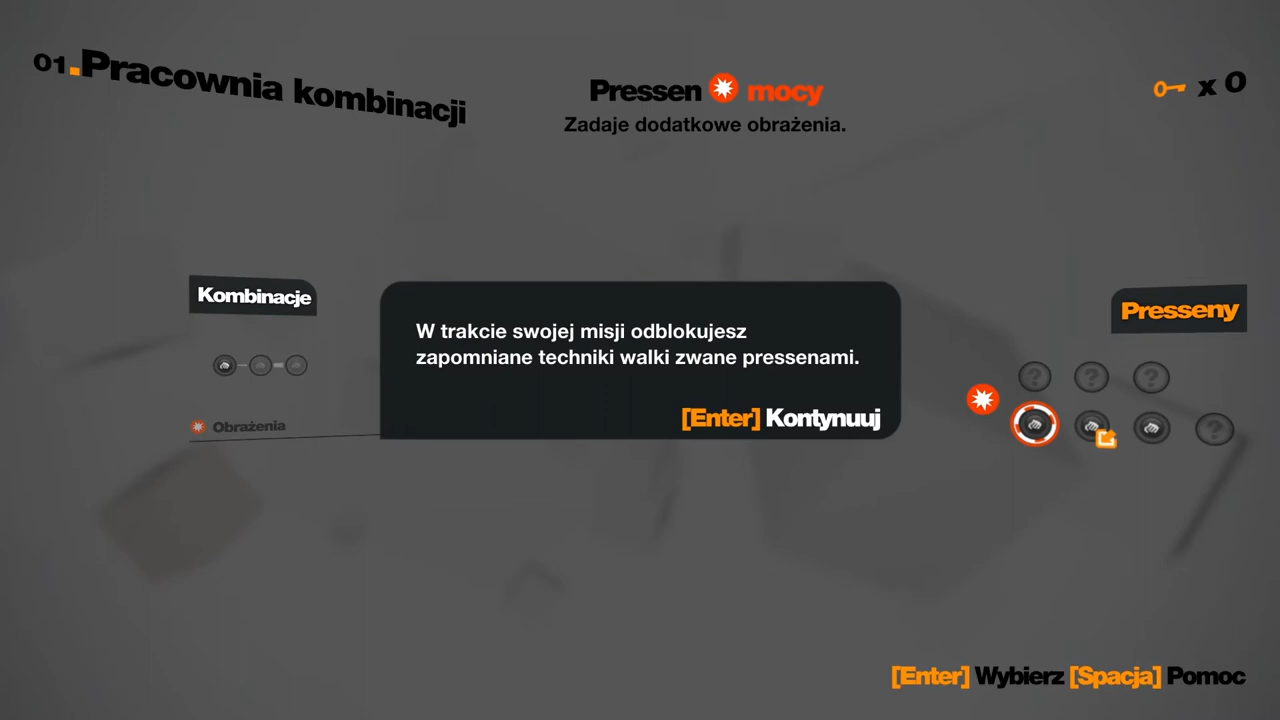 01.Pracownia kombinacji
Pressen mocy
Zadaje dodatkowe obrażenia.
x 0
Kombinacje
Obrażenia
W trakcie swojej misji odblokujesz
zapomniane techniki walki zwane pressenami.
[Enter] Kontynuuj
Presseny
? ? ?
?
[Enter] Wybierz [Spacja] Pomoc